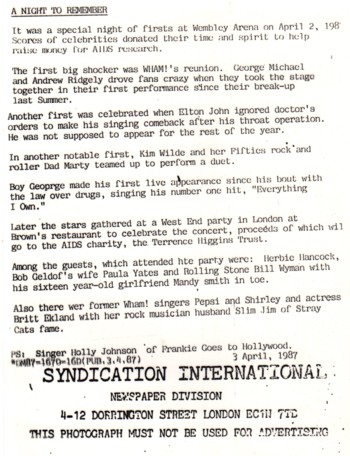 A NIGHT TO REMEMBER
It was a special night of firsts at Wembley Arena on April 2, 198
Scores of celebrities donated their time and spirit to help
raise money for AIDS research.
The first big shocker was WHAM!'s reunion. George Michael
and Andrew Ridgely drove fans crazy when they took the stage
together in their first performance since their break-up
last Summer.
Another first was celebrated when Elton John ignored doctor's
orders to make his singing comeback after his throat operation.
He was not supposed to appear for the rest of the year.
In another notable first, Kim Wilde and her Fifties rock and
roller Dad Marty teamed up to perform a duet.
Boy Geoprge made his first live appearance since his bout with
the law over drugs, singing his number one hit, "Everything
I Own."
Later the stars gathered at a West End party in London at
Brown's restaurant to celebrate the concert, proceeds of which wil
go to the AIDS charity, the Terrence Higgins Trust.
Among the guests, which attended hte party were: Herbie Hancock,
Bob Geldof's wife Paula Yates and Rolling Stone Bill Wyman with
his sixteen year-old girlfriend Mandy smith in toe.
Also there wer former Wham! singers Pepsi and Shirley and actress
Britt Ekland with her rock musician husband Slim Jim of Stray
Cats fame.
PS: Singer Holly Johnson of Frankie Goes to Hollywood.
3 April, 1987
SYNDICATION INTERNATIONAL
NEWSPAPER DIVISION
4-12 DORRINGTON STREET LONDON EC1N 7TB
THIS PHOTOGRAPH MUST NOT BE USED FOR ADVERTISING